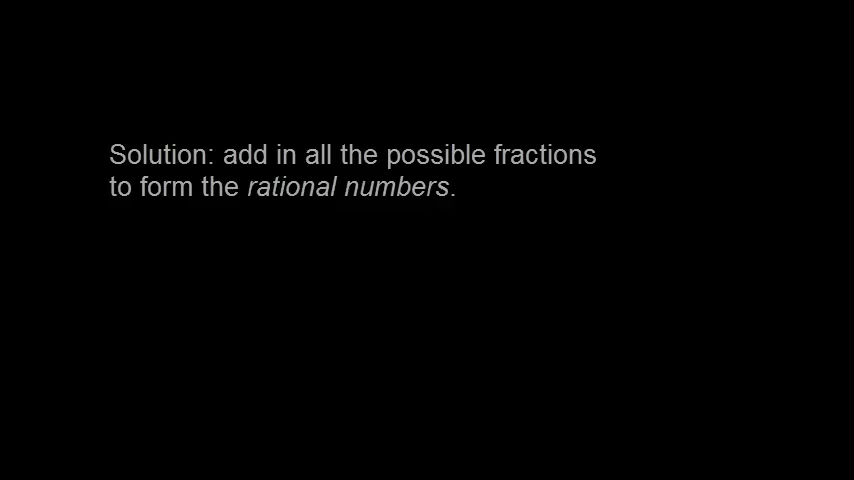 Solution: add in all the possible fractions
to form the rational numbers.